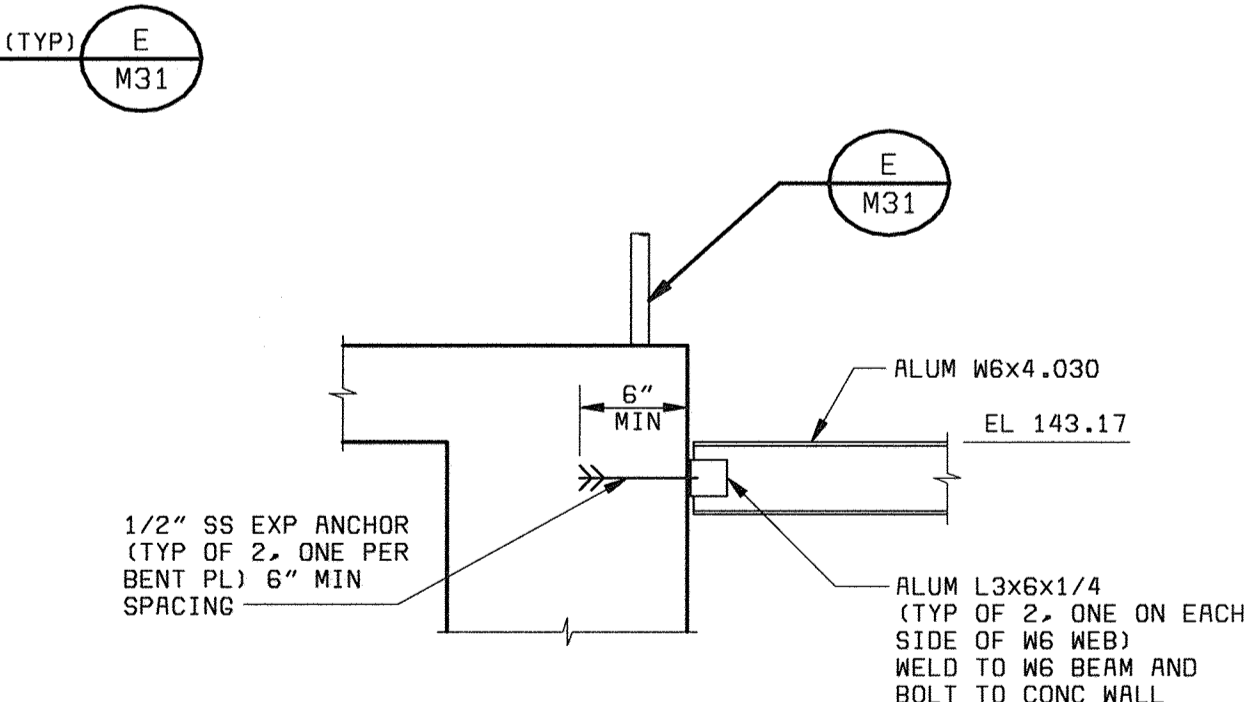 (TYP)
E
M31
E
M31
6"
MIN
ALUM W6x4.030
EL 143.17
1/2" SS EXP ANCHOR
(TYP OF 2, ONE PER
BENT PL) 6" MIN
SPACING
ALUM L3x6x1/4
(TYP OF 2, ONE ON EACH
SIDE OF W6 WEB)
WELD TO W6 BEAM AND
BOLT TO CONC WALL